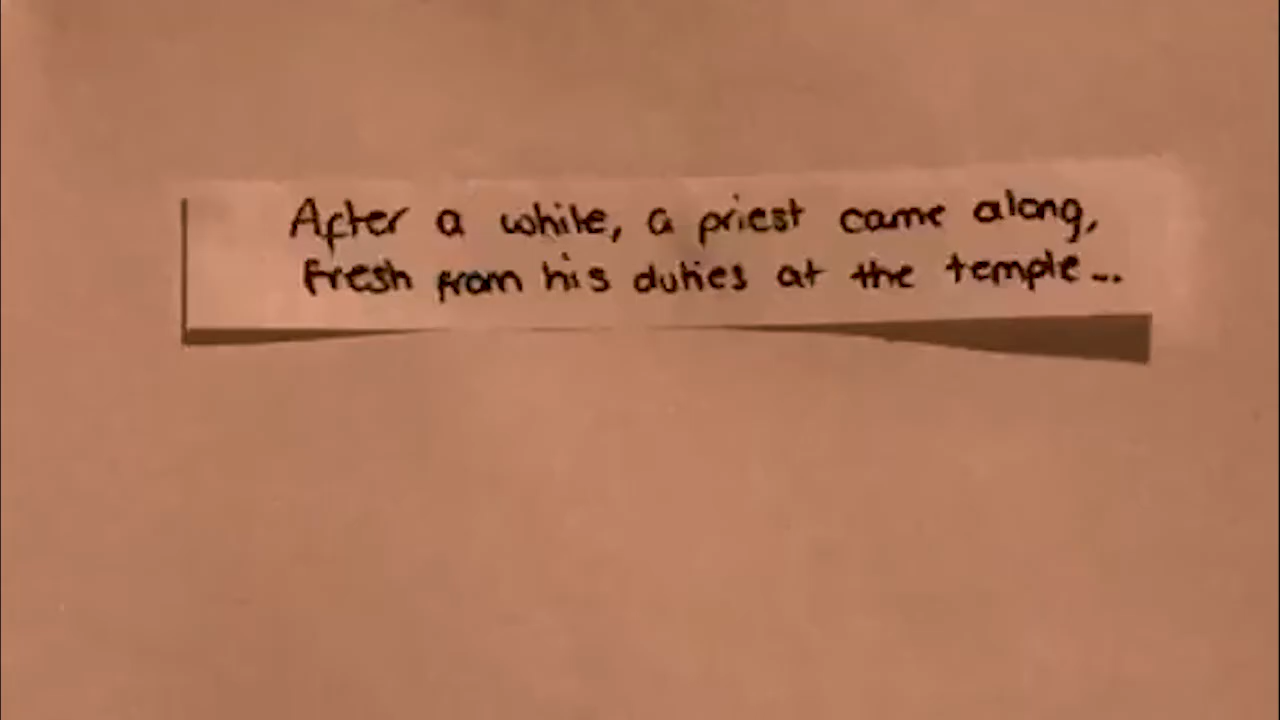 After a while, a priest came along,
fresh from his duties at the temple...